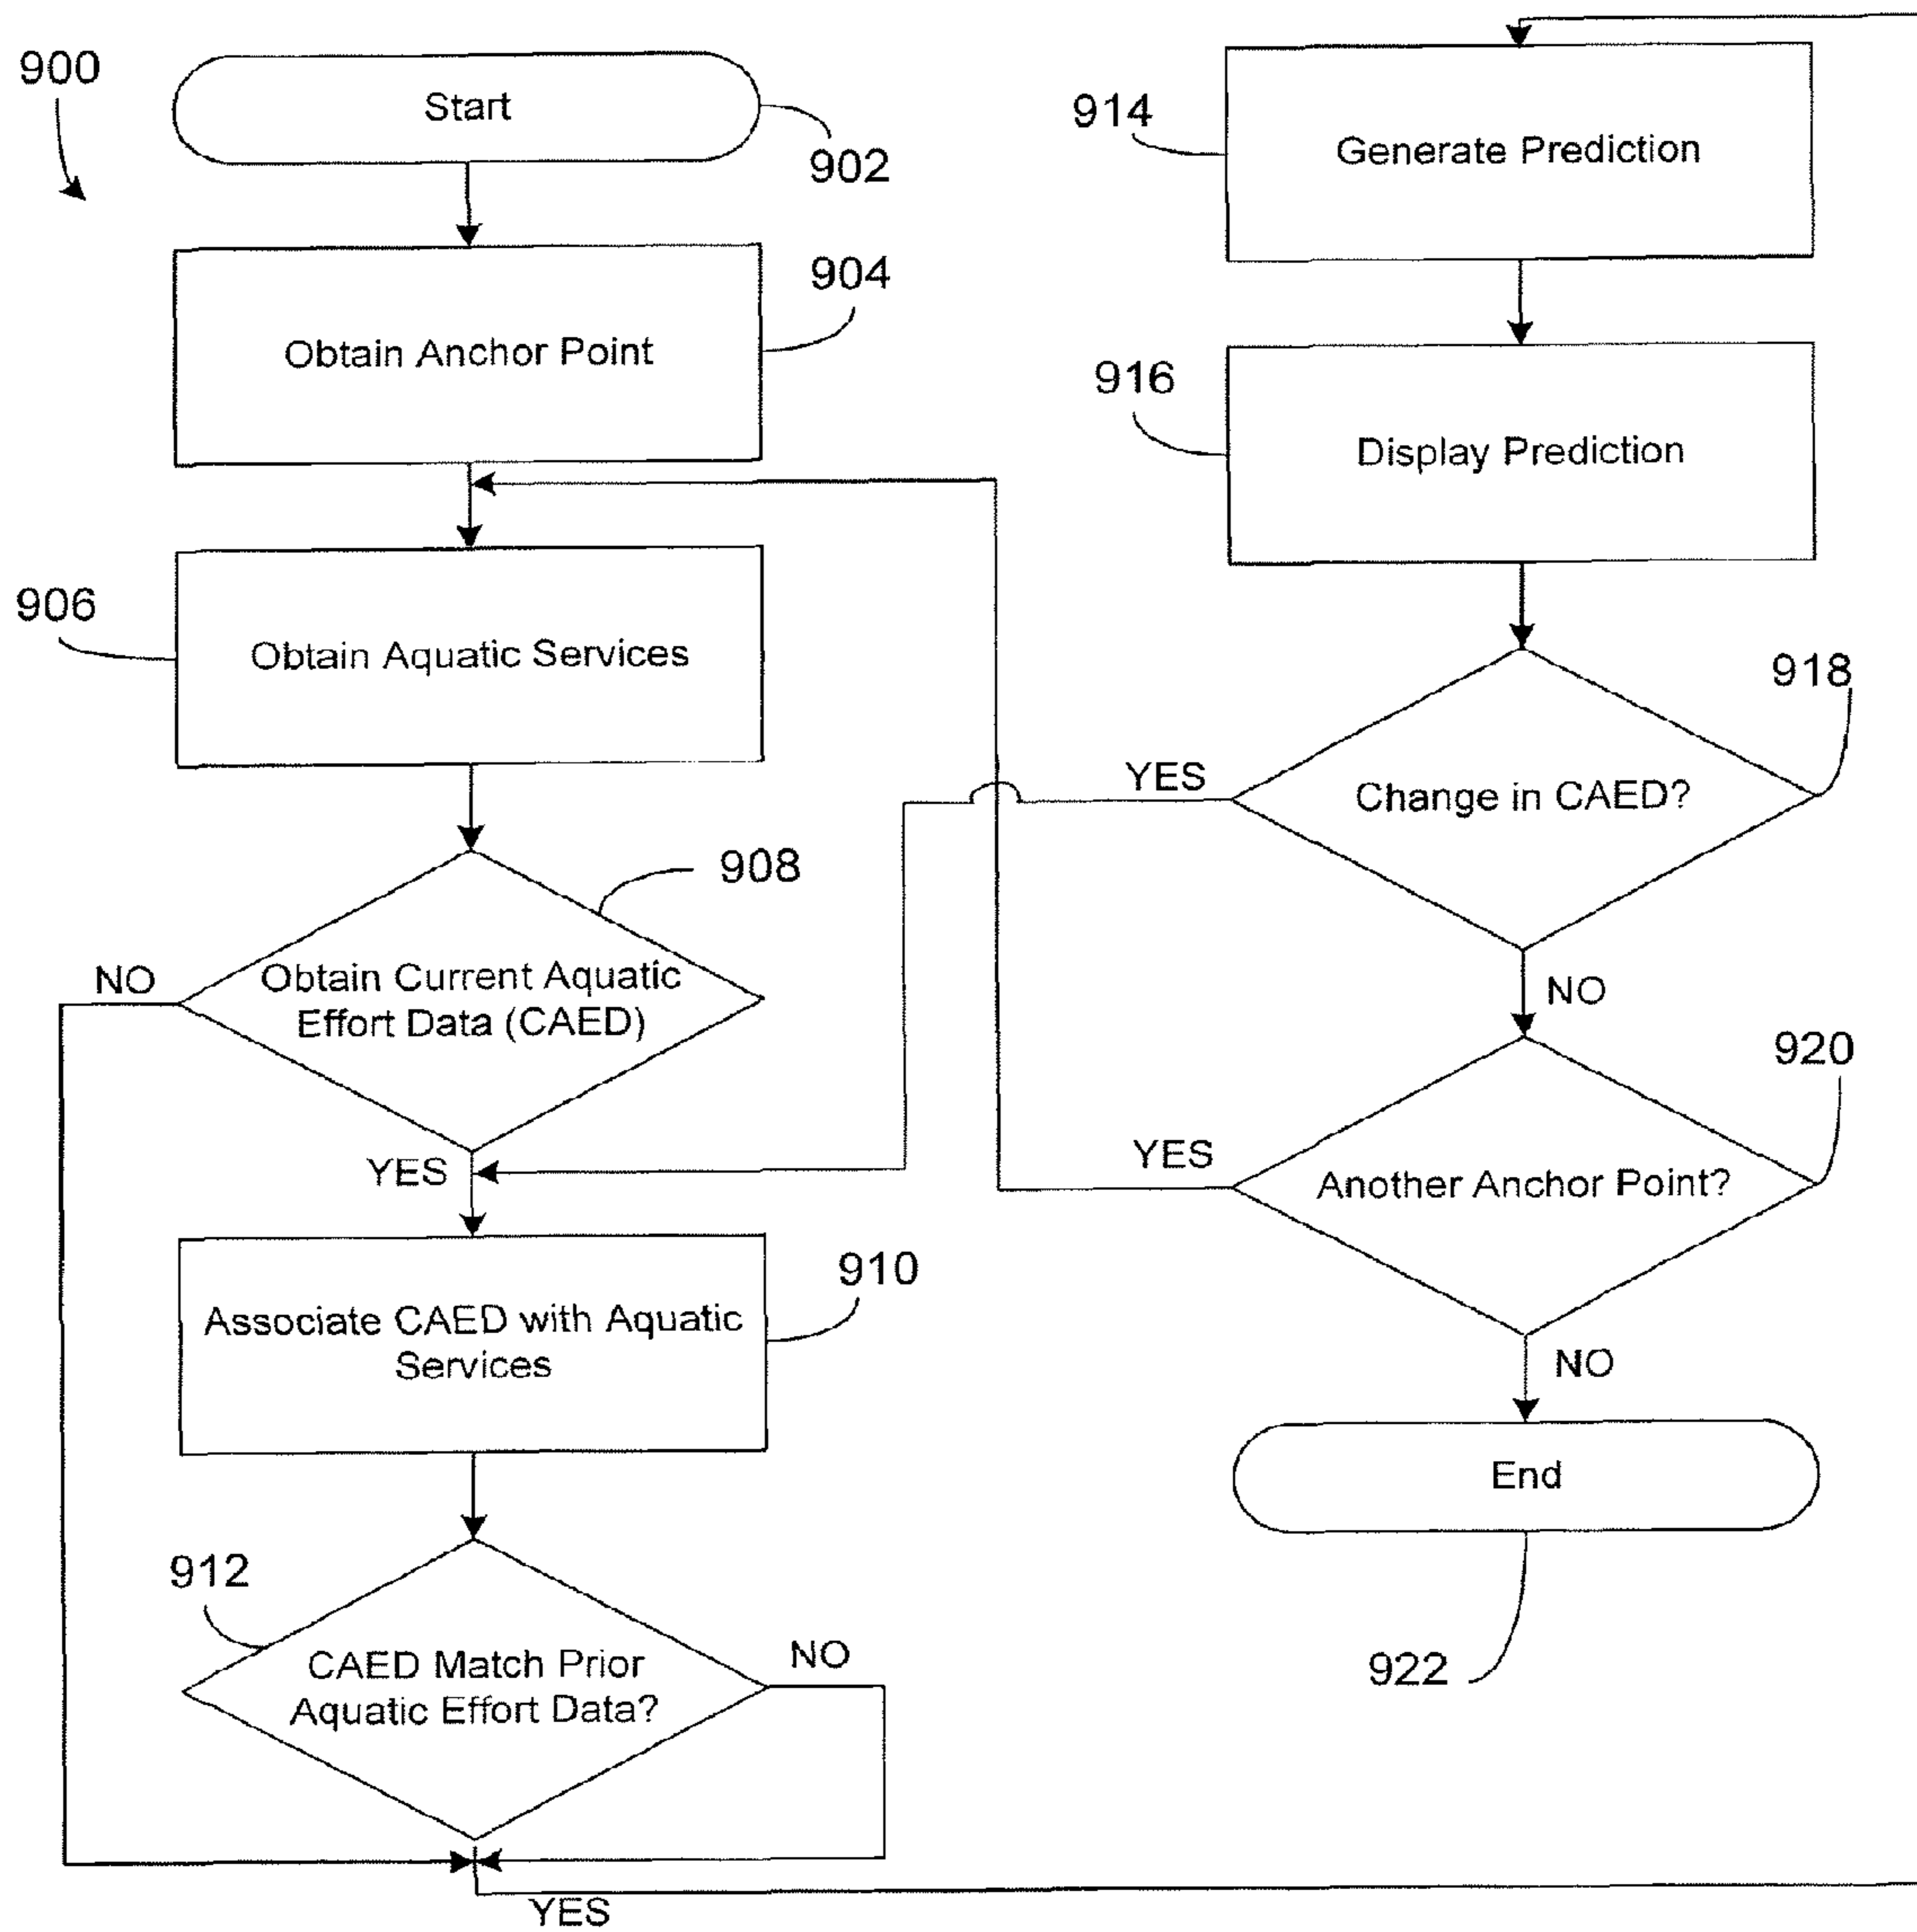 900
Start
902
Obtain Anchor Point
904
906
Obtain Aquatic Services
908
Obtain Current Aquatic
Effort Data (CAED)
NO
YES
Associate CAED with Aquatic
Services
910
912
CAED Match Prior
Aquatic Effort Data?
NO
YES
914
Generate Prediction
916
Display Prediction
918
Change in CAED?
YES
NO
920
Another Anchor Point?
YES
NO
End
922